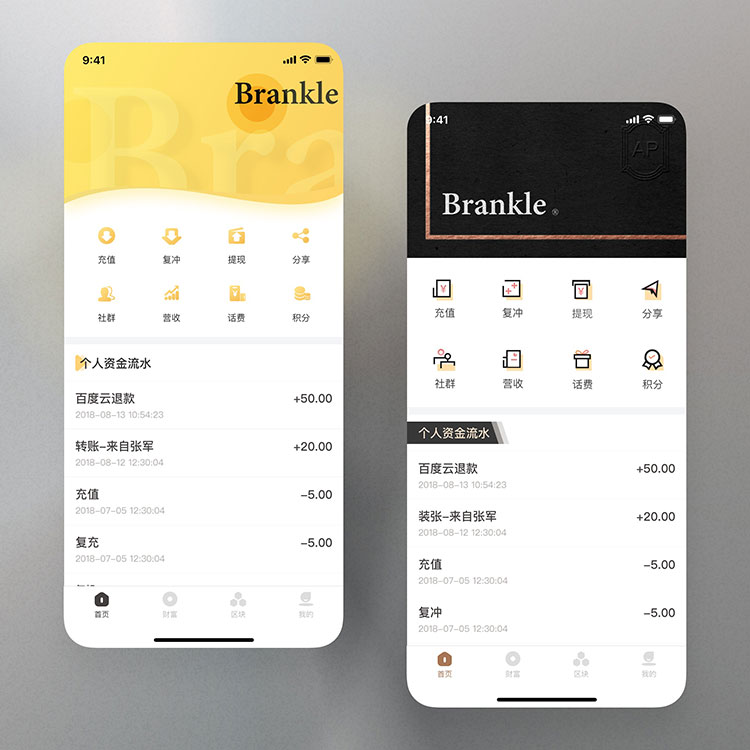 9:41
Brankle
Bra
充值 复冲 提现 分享
社群 营收 话费 积分
个人资金流水
百度云退款 +50.00
2018-08-13 10:54:23
转账-来自张军 +20.00
2018-08-12 12:30:04
充值 -5.00
2018-07-05 12:30:04
复充 -5.00
2018-07-05 12:30:04
首页 财富 区块 我的
9:41
AP
Brankle ®
¥ ¥
充值 复冲 提现 分享
社群 营收 话费 积分
个人资金流水
百度云退款 +50.00
2018-08-13 10:54:23
装张-来自张军 +20.00
2018-08-12 12:30:04
充值 -5.00
2018-07-05 12:30:04
复冲 -5.00
2018-07-05 12:30:04
首页 财富 区块 我的